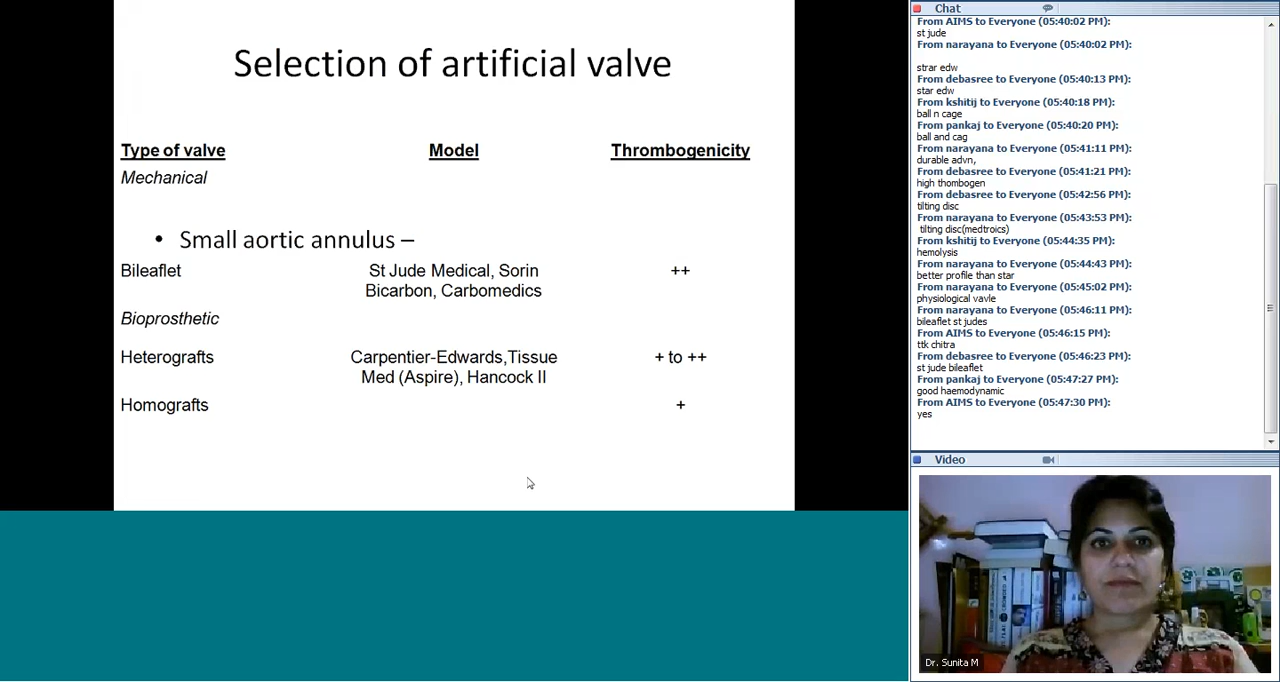 Selection of artificial valve
Type of valve Model Thrombogenicity
Mechanical
• Small aortic annulus –
Bileaflet St Jude Medical, Sorin ++
Bicarbon, Carbomedics
Bioprosthetic
Heterografts Carpentier-Edwards,Tissue + to ++
Med (Aspire), Hancock II
Homografts +
Chat
From AIMS to Everyone (05:40:02 PM):
st jude
From narayana to Everyone (05:40:02 PM):
strar edw
From debasree to Everyone (05:40:13 PM):
star edw
From kshitij to Everyone (05:40:18 PM):
ball n cage
From pankaj to Everyone (05:40:20 PM):
ball and cag
From narayana to Everyone (05:41:11 PM):
durable advn,
From debasree to Everyone (05:41:21 PM):
high thombogen
From debasree to Everyone (05:42:56 PM):
tilting disc
From narayana to Everyone (05:43:53 PM):
tilting disc(medtroics)
From kshitij to Everyone (05:44:35 PM):
hemolysis
From narayana to Everyone (05:44:43 PM):
better profile than star
From narayana to Everyone (05:45:02 PM):
physiological vavle
From narayana to Everyone (05:46:11 PM):
bileaflet st judes
From AIMS to Everyone (05:46:15 PM):
ttk chitra
From debasree to Everyone (05:46:23 PM):
st jude bileaflet
From pankaj to Everyone (05:47:27 PM):
good haemodynamic
From AIMS to Everyone (05:47:30 PM):
yes
Video
Dr. Sunita M